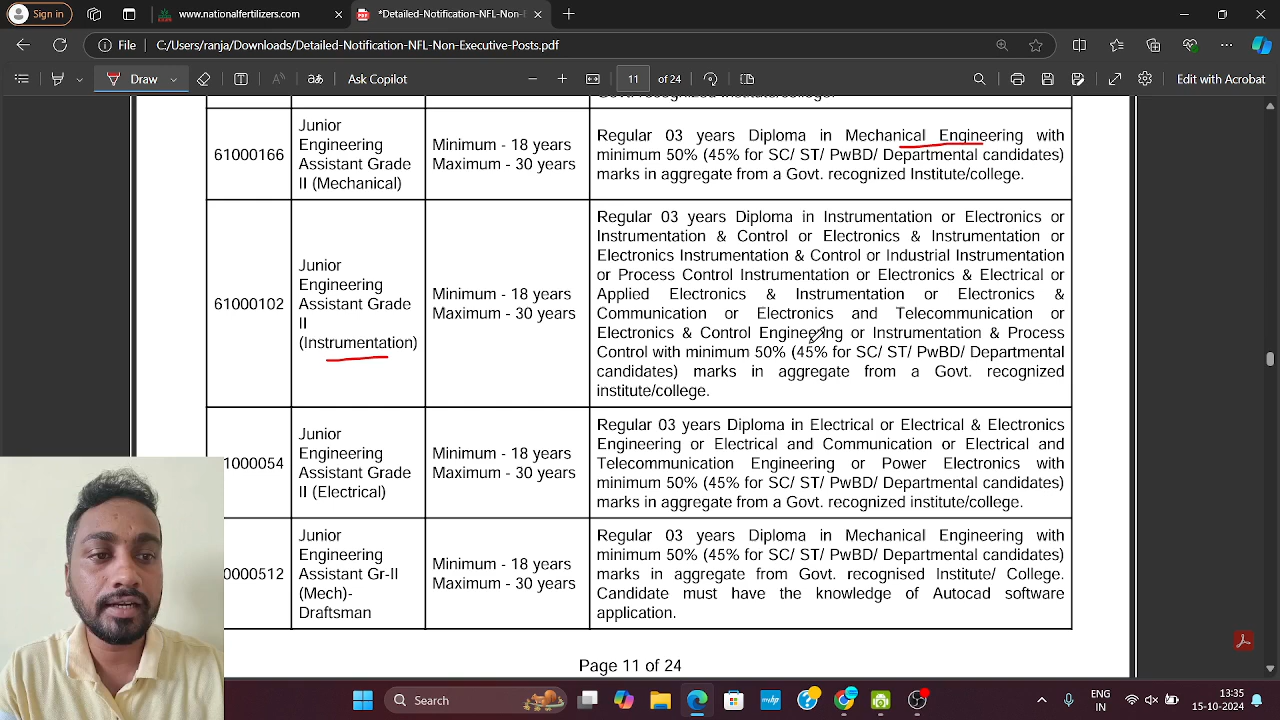 Sign in
www.nationalfertilizers.com
*Detailed-Notification-NFL-Non-E
File
C:/Users/ranja/Downloads/Detailed-Notification-NFL-Non-Executive-Posts.pdf
Draw
Ask Copilot
11 of 24
Edit with Acrobat
61000166
Junior
Engineering
Assistant Grade
II (Mechanical)
Minimum - 18 years
Maximum - 30 years
Regular 03 years Diploma in Mechanical Engineering with
minimum 50% (45% for SC/ ST/ PwBD/ Departmental candidates)
marks in aggregate from a Govt. recognized Institute/college.
61000102
Junior
Engineering
Assistant Grade
II
(Instrumentation)
Minimum - 18 years
Maximum - 30 years
Regular 03 years Diploma in Instrumentation or Electronics or
Instrumentation & Control or Electronics & Instrumentation or
Electronics Instrumentation & Control or Industrial Instrumentation
or Process Control Instrumentation or Electronics & Electrical or
Applied Electronics & Instrumentation or Electronics &
Communication or Electronics and Telecommunication or
Electronics & Control Engineering or Instrumentation & Process
Control with minimum 50% (45% for SC/ ST/ PwBD/ Departmental
candidates) marks in aggregate from a Govt. recognized
institute/college.
1000054
Junior
Engineering
Assistant Grade
II (Electrical)
Minimum - 18 years
Maximum - 30 years
Regular 03 years Diploma in Electrical or Electrical & Electronics
Engineering or Electrical and Communication or Electrical and
Telecommunication Engineering or Power Electronics with
minimum 50% (45% for SC/ ST/ PwBD/ Departmental candidates)
marks in aggregate from a Govt. recognized institute/college.
0000512
Junior
Engineering
Assistant Gr-II
(Mech)-
Draftsman
Minimum - 18 years
Maximum - 30 years
Regular 03 years Diploma in Mechanical Engineering with
minimum 50% (45% for SC/ ST/ PwBD/ Departmental candidates)
marks in aggregate from Govt. recognised Institute/ College.
Candidate must have the knowledge of Autocad software
application.
Page 11 of 24
Search
ENG
IN
13:35
15-10-2024